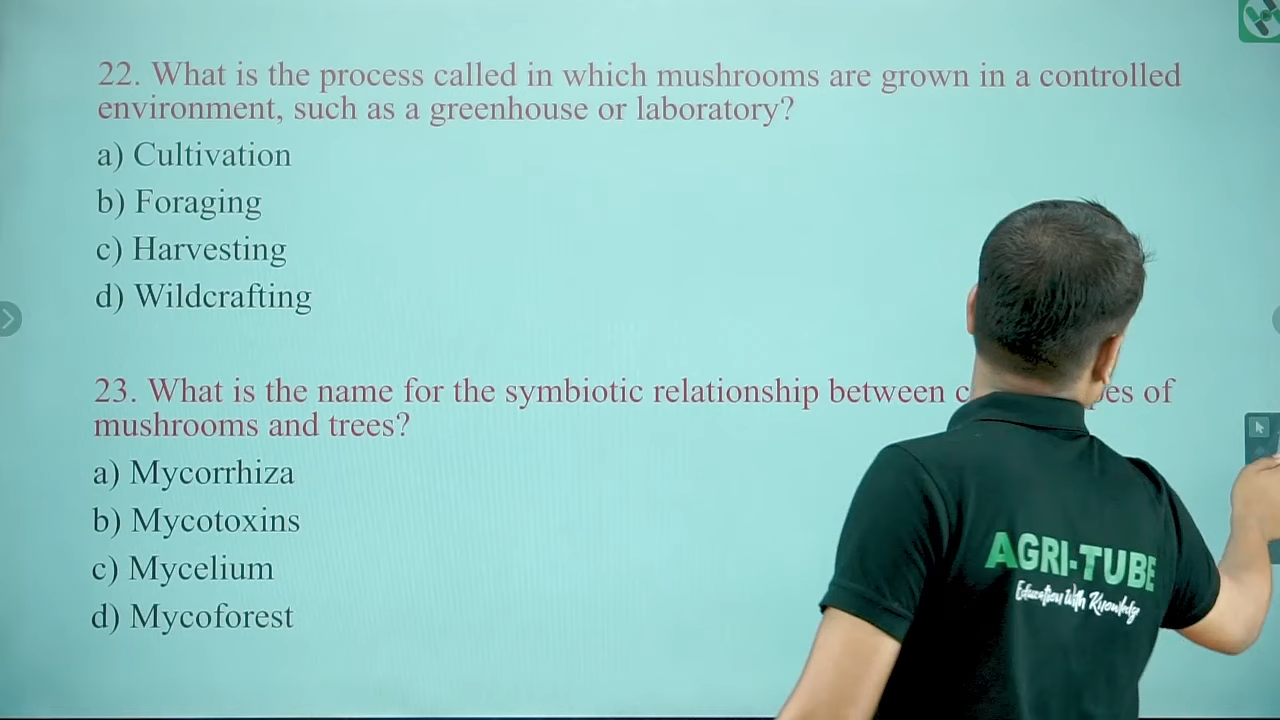 22. What is the process called in which mushrooms are grown in a controlled
environment, such as a greenhouse or laboratory?
a) Cultivation
b) Foraging
c) Harvesting
d) Wildcrafting
23. What is the name for the symbiotic relationship between of
mushrooms and trees?
a) Mycorrhiza
b) Mycotoxins
c) Mycelium
d) Mycoforest
AGRI-TUBE
Education With Knowledge